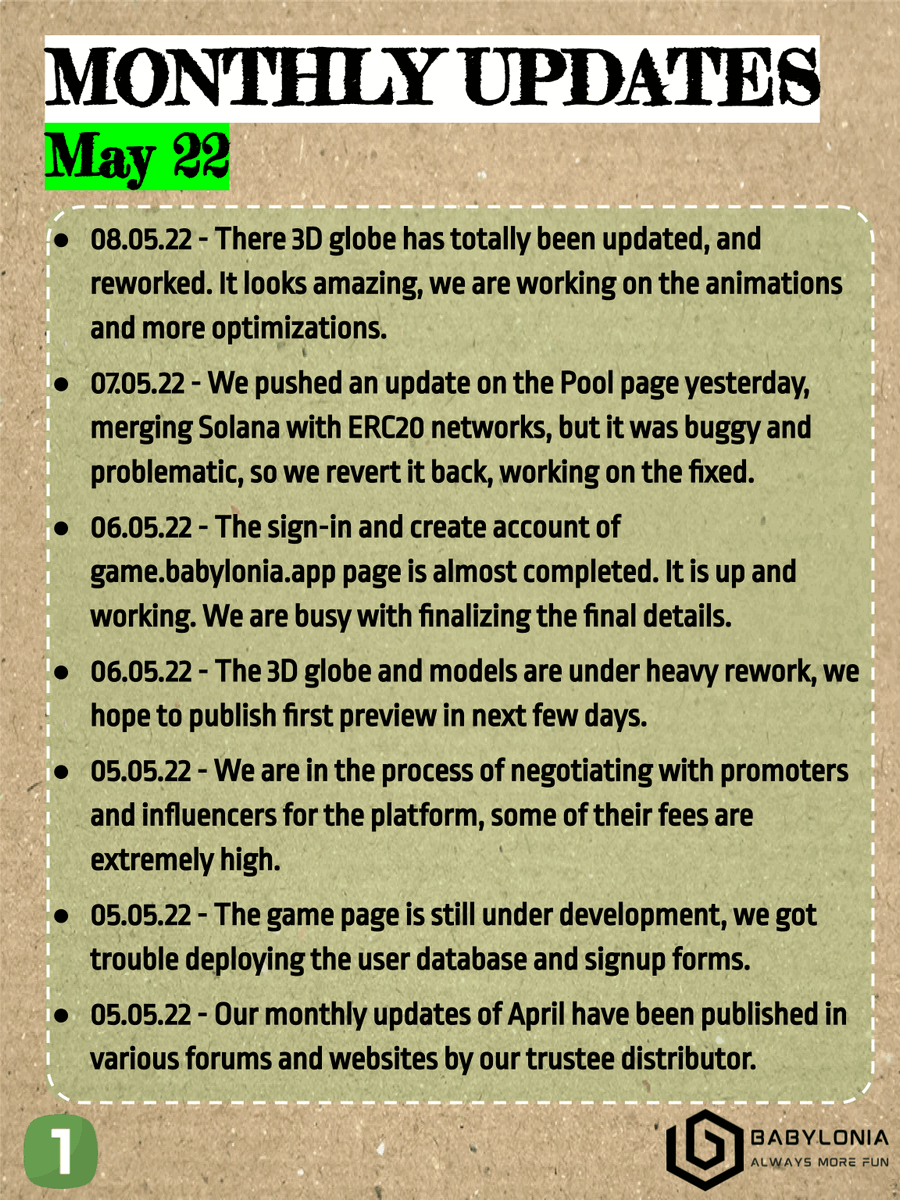 MONTHLY UPDATES
May 22
• 08.05.22 - There 3D globe has totally been updated, and
reworked. It looks amazing, we are working on the animations
and more optimizations.
• 07.05.22 - We pushed an update on the Pool page yesterday,
merging Solana with ERC20 networks, but it was buggy and
problematic, so we revert it back, working on the fixed.
• 06.05.22 - The sign-in and create account of
game.babylonia.app page is almost completed. It is up and
working. We are busy with finalizing the final details.
• 06.05.22 - The 3D globe and models are under heavy rework, we
hope to publish first preview in next few days.
• 05.05.22 - We are in the process of negotiating with promoters
and influencers for the platform, some of their fees are
extremely high.
• 05.05.22 - The game page is still under development, we got
trouble deploying the user database and signup forms.
• 05.05.22 - Our monthly updates of April have been published in
various forums and websites by our trustee distributor.
1
BABYLONIA
ALWAYS MORE FUN